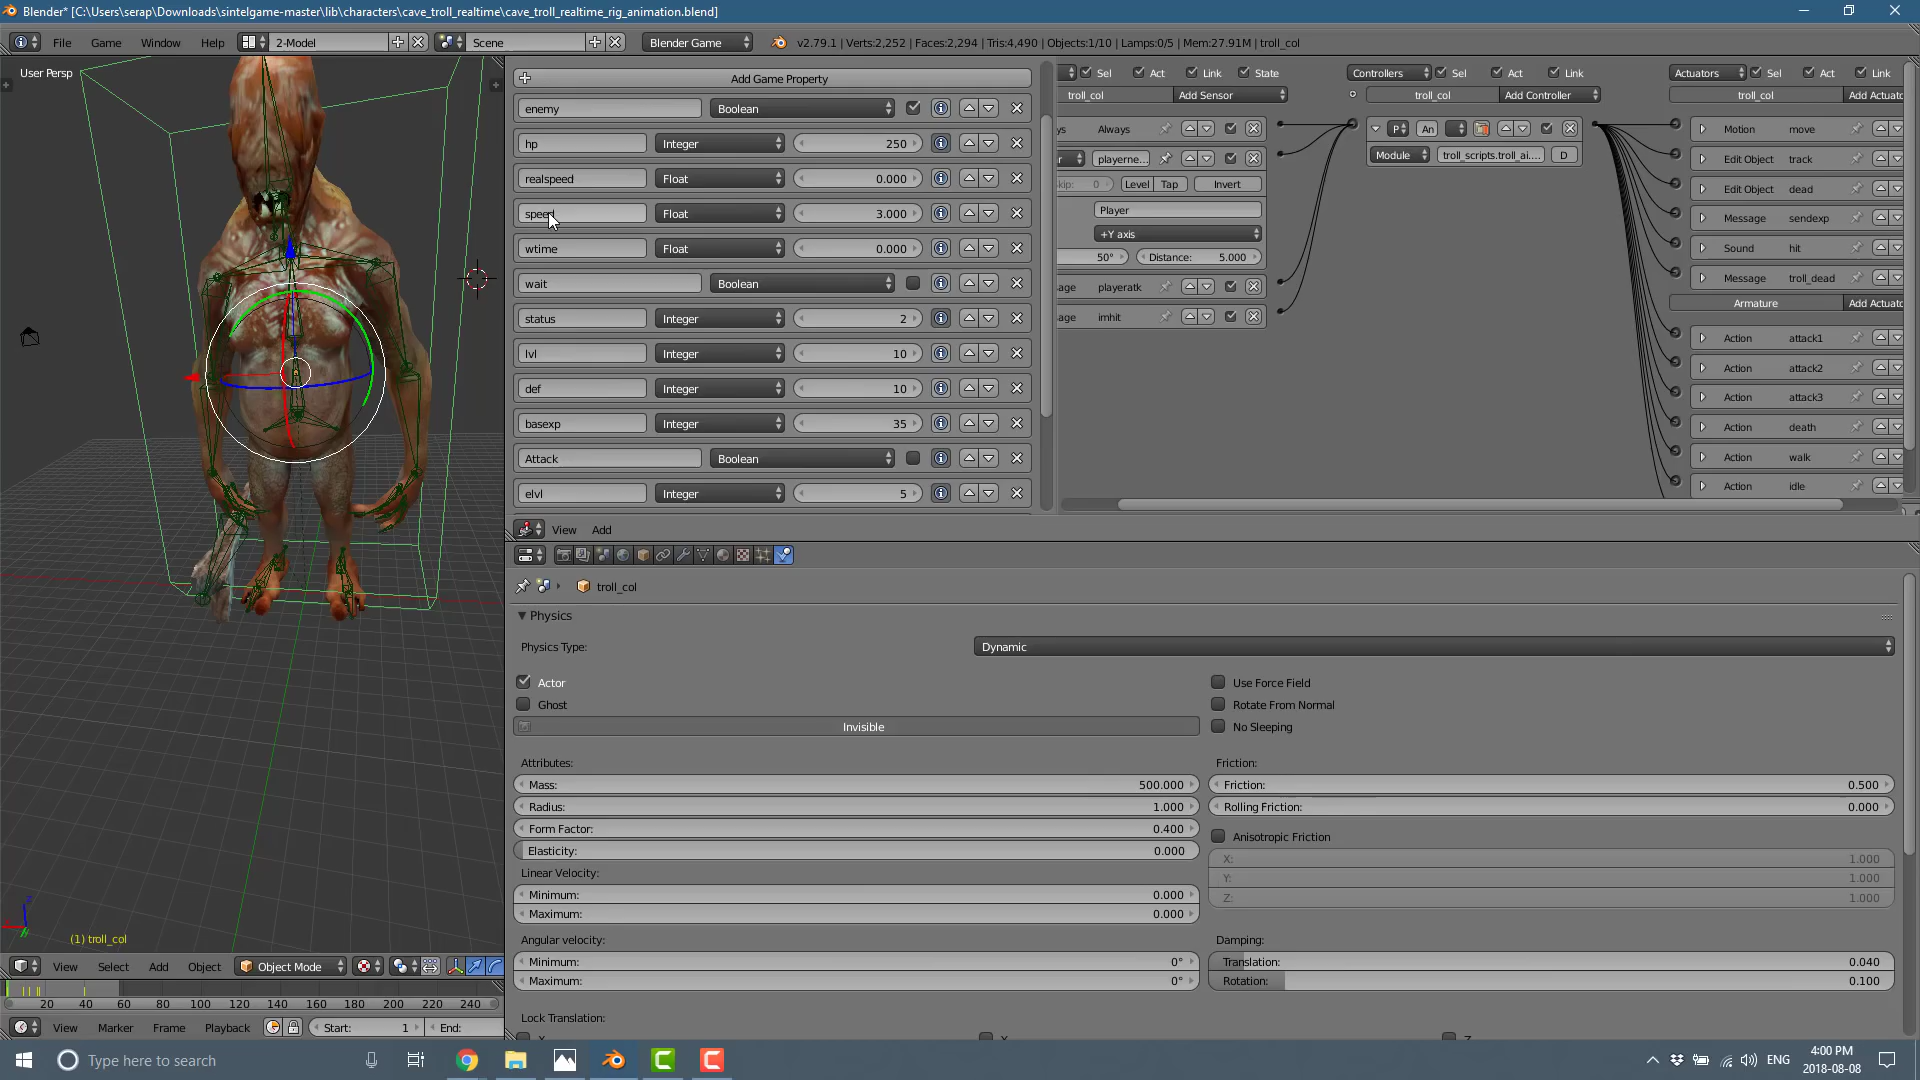 Blender* [C:\Users\serap\Downloads\sintelgame-master\lib\characters\cave_troll_realtime\cave_troll_realtime_rig_animation.blend]
File Game Window Help 2-Model Scene Blender Game v2.79.1 | Verts:2,252 | Faces:2,294 | Tris:4,490 | Objects:1/10 | Lamps:0/5 | Mem:27.91M | troll_col
User Persp
Add Game Property
enemy Boolean
hp Integer 250
realspeed Float 0.000
speed Float 3.000
wtime Float 0.000
wait Boolean
status Integer 2
lvl Integer 10
def Integer 10
basexp Integer 35
Attack Boolean
elvl Integer 5
View Add
Sel Act Link State
troll_col Add Sensor
ys Always
r playerne...
Skip: 0 Level Tap Invert
Player
+Y axis
50° Distance: 5.000
sage playeratk
sage imhit
Controllers Sel Act Link
troll_col Add Controller
P An
Module troll_scripts.troll_ai.... D
Actuators Sel Act Link
troll_col Add Actuato
Motion move
Edit Object track
Edit Object dead
Message sendexp
Sound hit
Message troll_dead
Armature Add Actuato
Action attack1
Action attack2
Action attack3
Action death
Action walk
Action idle
troll_col
Physics
Physics Type: Dynamic
Actor
Ghost
Invisible
Use Force Field
Rotate From Normal
No Sleeping
Attributes:
Mass: 500.000
Radius: 1.000
Form Factor: 0.400
Elasticity: 0.000
Linear Velocity:
Minimum: 0.000
Maximum: 0.000
Angular velocity:
Minimum: 0°
Maximum: 0°
Friction:
Friction: 0.500
Rolling Friction: 0.000
Anisotropic Friction
X: 1.000
Y: 1.000
Z: 1.000
Damping:
Translation: 0.040
Rotation: 0.100
Lock Translation:
X Y Z
(1) troll_col
View Select Add Object Object Mode
20 40 60 80 100 120 140 160 180 200 220 240
View Marker Frame Playback Start: 1 End:
Type here to search
ENG
4:00 PM
2018-08-08